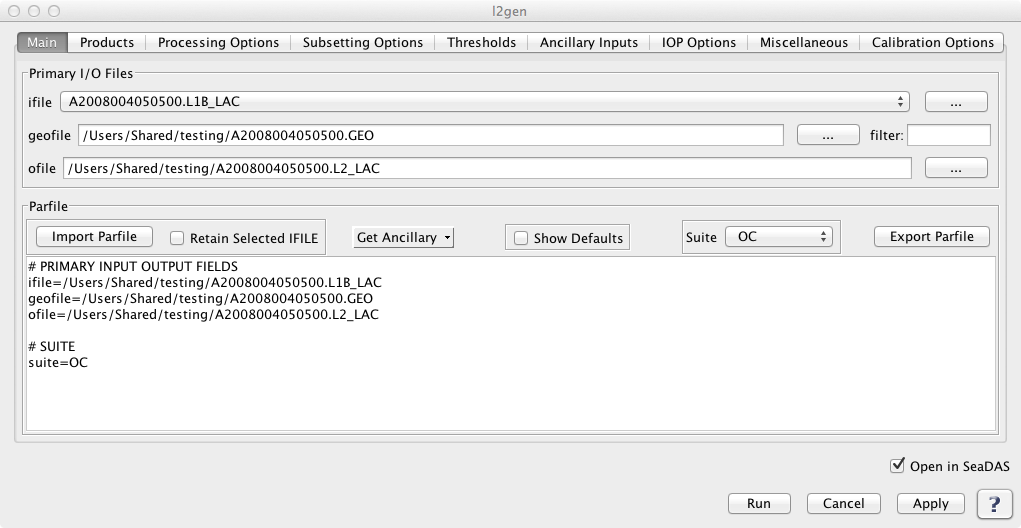 l2gen
Main Products Processing Options Subsetting Options Thresholds Ancillary Inputs IOP Options Miscellaneous Calibration Options
Primary I/O Files
ifile A2008004050500.L1B_LAC ...
geofile /Users/Shared/testing/A2008004050500.GEO ... filter:
ofile /Users/Shared/testing/A2008004050500.L2_LAC ...
Parfile
Import Parfile Retain Selected IFILE Get Ancillary Show Defaults Suite OC Export Parfile
# PRIMARY INPUT OUTPUT FIELDS
ifile=/Users/Shared/testing/A2008004050500.L1B_LAC
geofile=/Users/Shared/testing/A2008004050500.GEO
ofile=/Users/Shared/testing/A2008004050500.L2_LAC
# SUITE
suite=OC
Open in SeaDAS
Run Cancel Apply ?